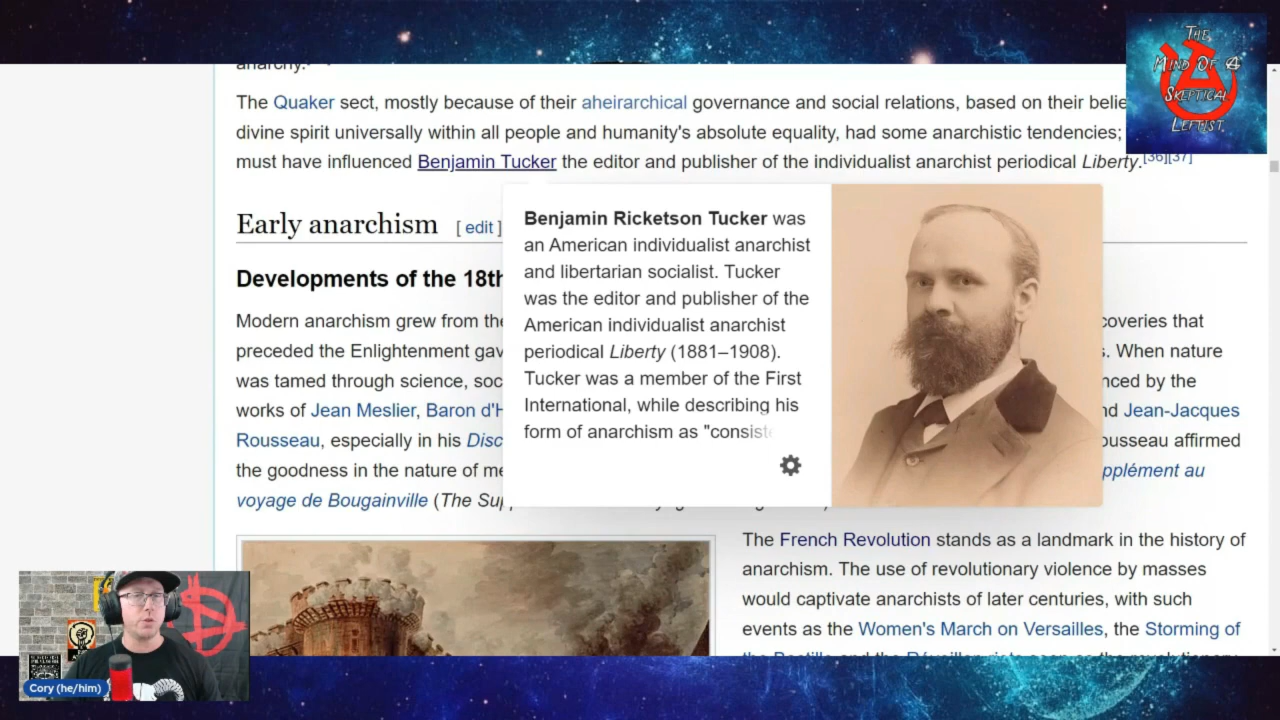 anarchy.
The Quaker sect, mostly because of their aheirarchical governance and social relations, based on their belie
divine spirit universally within all people and humanity's absolute equality, had some anarchistic tendencies;
must have influenced Benjamin Tucker the editor and publisher of the individualist anarchist periodical Liberty.[36][37]
THE
MIND OF A
SKEPTICAL
LEFTIST
Early anarchism [ edit ]
Developments of the 18th
Modern anarchism grew from the
preceded the Enlightenment gav
was tamed through science, soc
works of Jean Meslier, Baron d'H
Rousseau, especially in his Disc
the goodness in the nature of me
voyage de Bougainville (The Sup
Benjamin Ricketson Tucker was
an American individualist anarchist
and libertarian socialist. Tucker
was the editor and publisher of the
American individualist anarchist
periodical Liberty (1881–1908).
Tucker was a member of the First
International, while describing his
form of anarchism as "consiste
coveries that
s. When nature
nced by the
nd Jean-Jacques
ousseau affirmed
pplément au
The French Revolution stands as a landmark in the history of
anarchism. The use of revolutionary violence by masses
would captivate anarchists of later centuries, with such
events as the Women's March on Versailles, the Storming of
Cory (he/him)